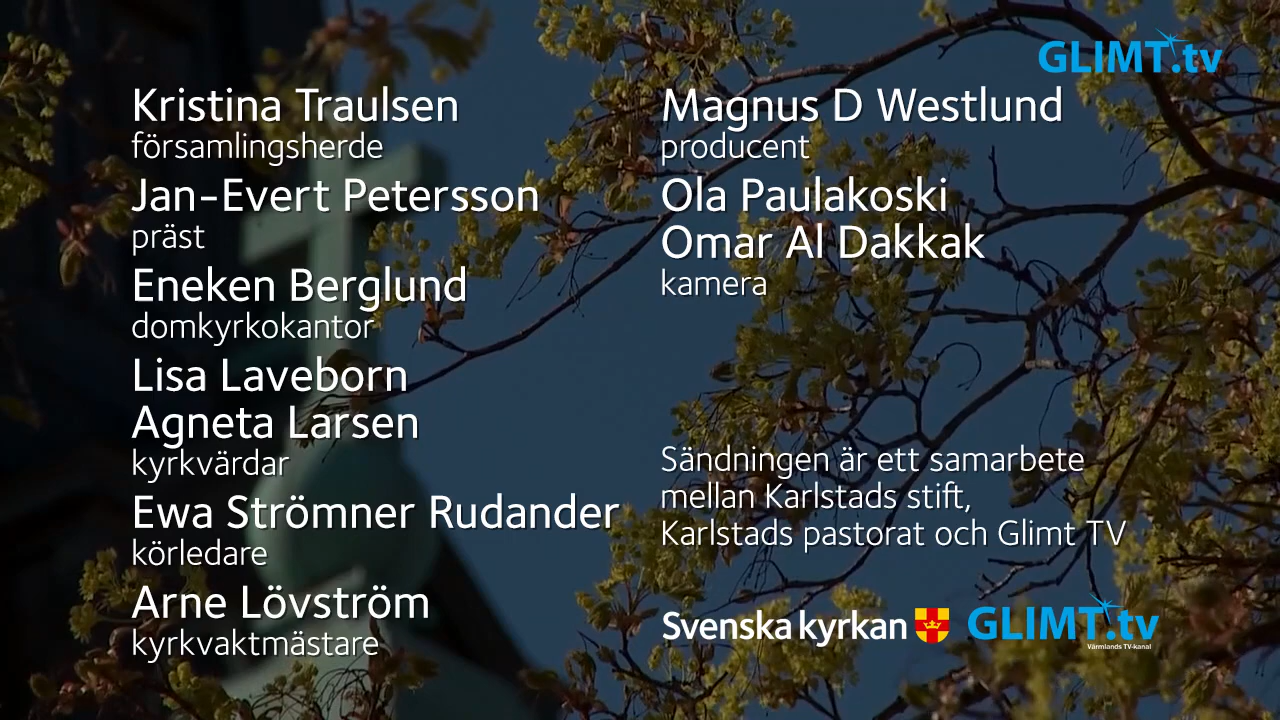 GLIMT.tv
Kristina Traulsen
församlingsherde
Jan-Evert Petersson
präst
Eneken Berglund
domkyrkokantor
Lisa Laveborn
Agneta Larsen
kyrkvärdar
Ewa Strömner Rudander
körledare
Arne Lövström
kyrkvaktmästare
Magnus D Westlund
producent
Ola Paulakoski
Omar Al Dakkak
kamera
Sändningen är ett samarbete
mellan Karlstads stift,
Karlstads pastorat och Glimt TV
Svenska kyrkan
GLIMT.tv
Värmlands TV-kanal